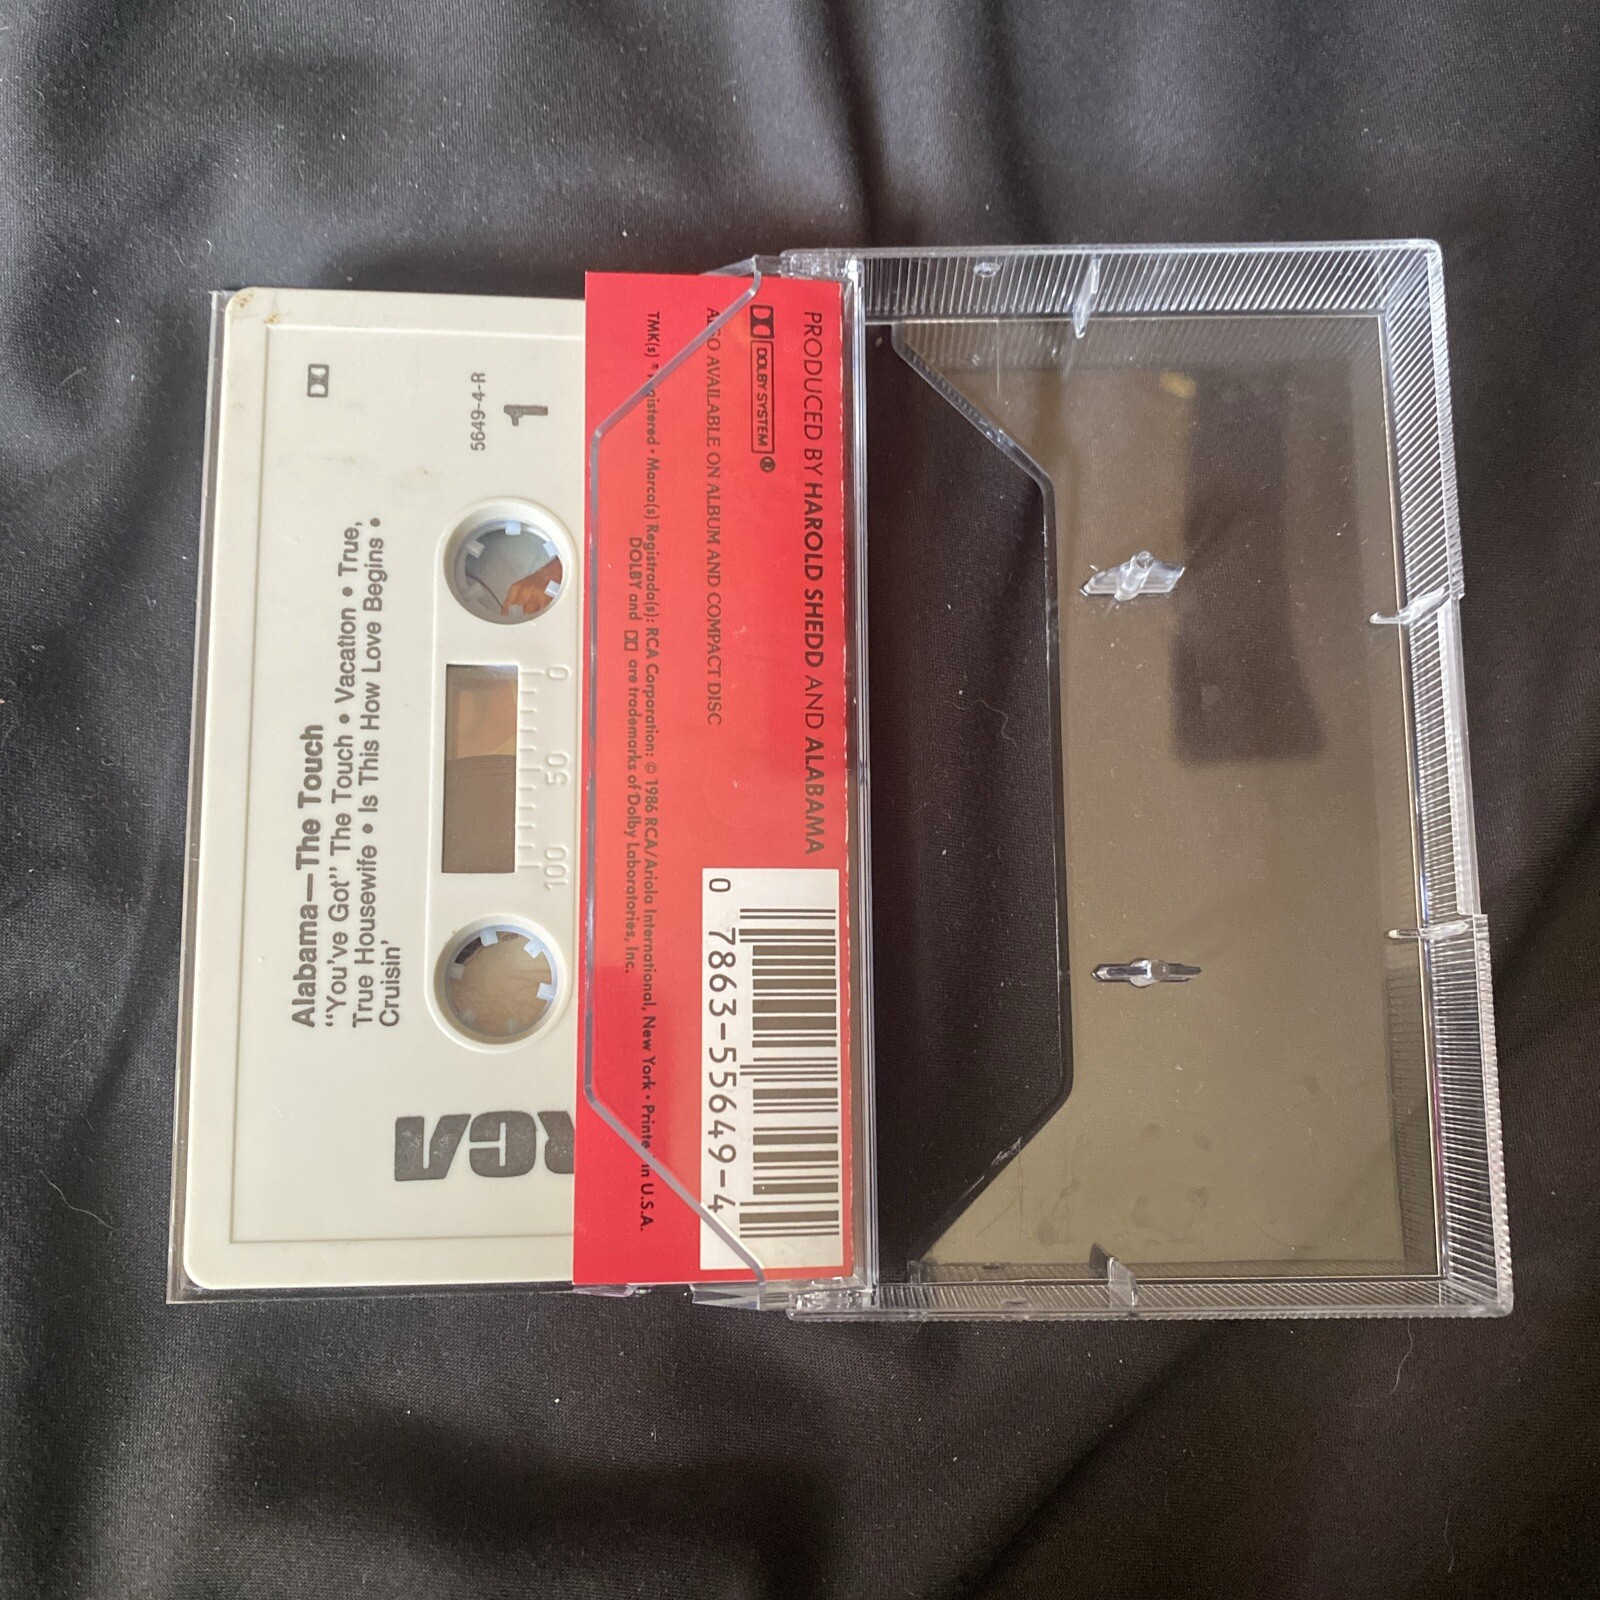 Alabama—The Touch
"You've Got" The Touch • Vacation • True,
True Housewife • Is This How Love Begins •
Cruisin'
5649-4-R
1
0 50 100
RCA
PRODUCED BY HAROLD SHEDD AND ALABAMA
DOLBY SYSTEM ®
ALSO AVAILABLE ON ALBUM AND COMPACT DISC
TMK(s) ® Registered • Marca(s) Registrada(s): RCA Corporation: © 1986 RCA/Ariola International, New York • Printed in U.S.A.
DOLBY and are trademarks of Dolby Laboratories, Inc.
0 7863-55649-4